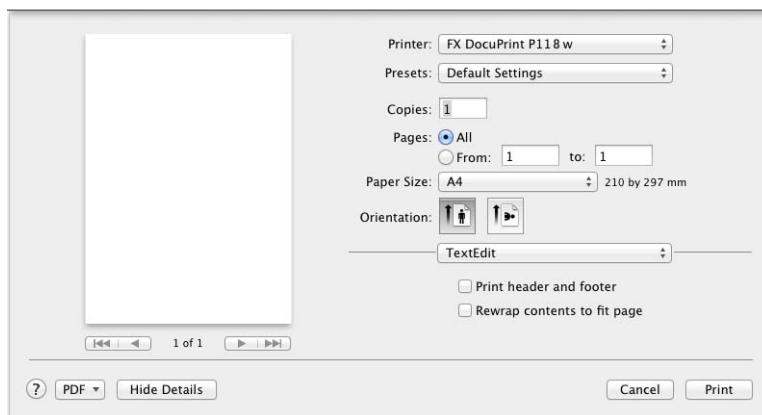 Printer: FX DocuPrint P118 w
Presets: Default Settings
Copies: 1
Pages: All
From: 1 to: 1
Paper Size: A4 210 by 297 mm
Orientation:
TextEdit
Print header and footer
Rewrap contents to fit page
1 of 1
? PDF Hide Details Cancel Print